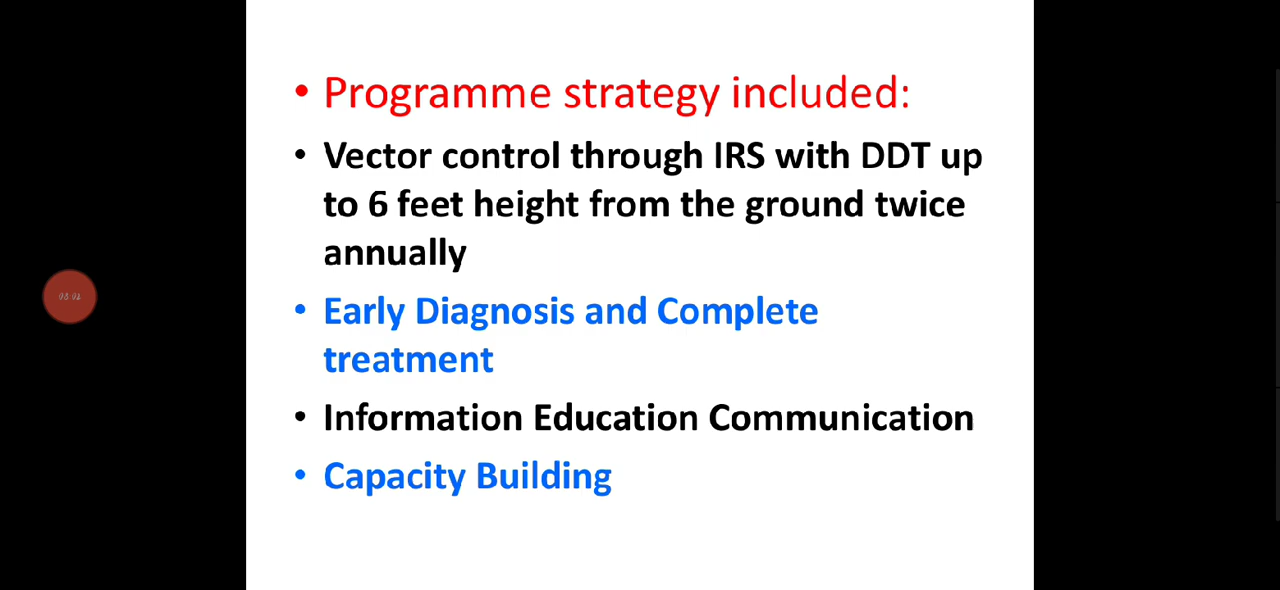 • Programme strategy included:
• Vector control through IRS with DDT up
to 6 feet height from the ground twice
annually
• Early Diagnosis and Complete
treatment
• Information Education Communication
• Capacity Building